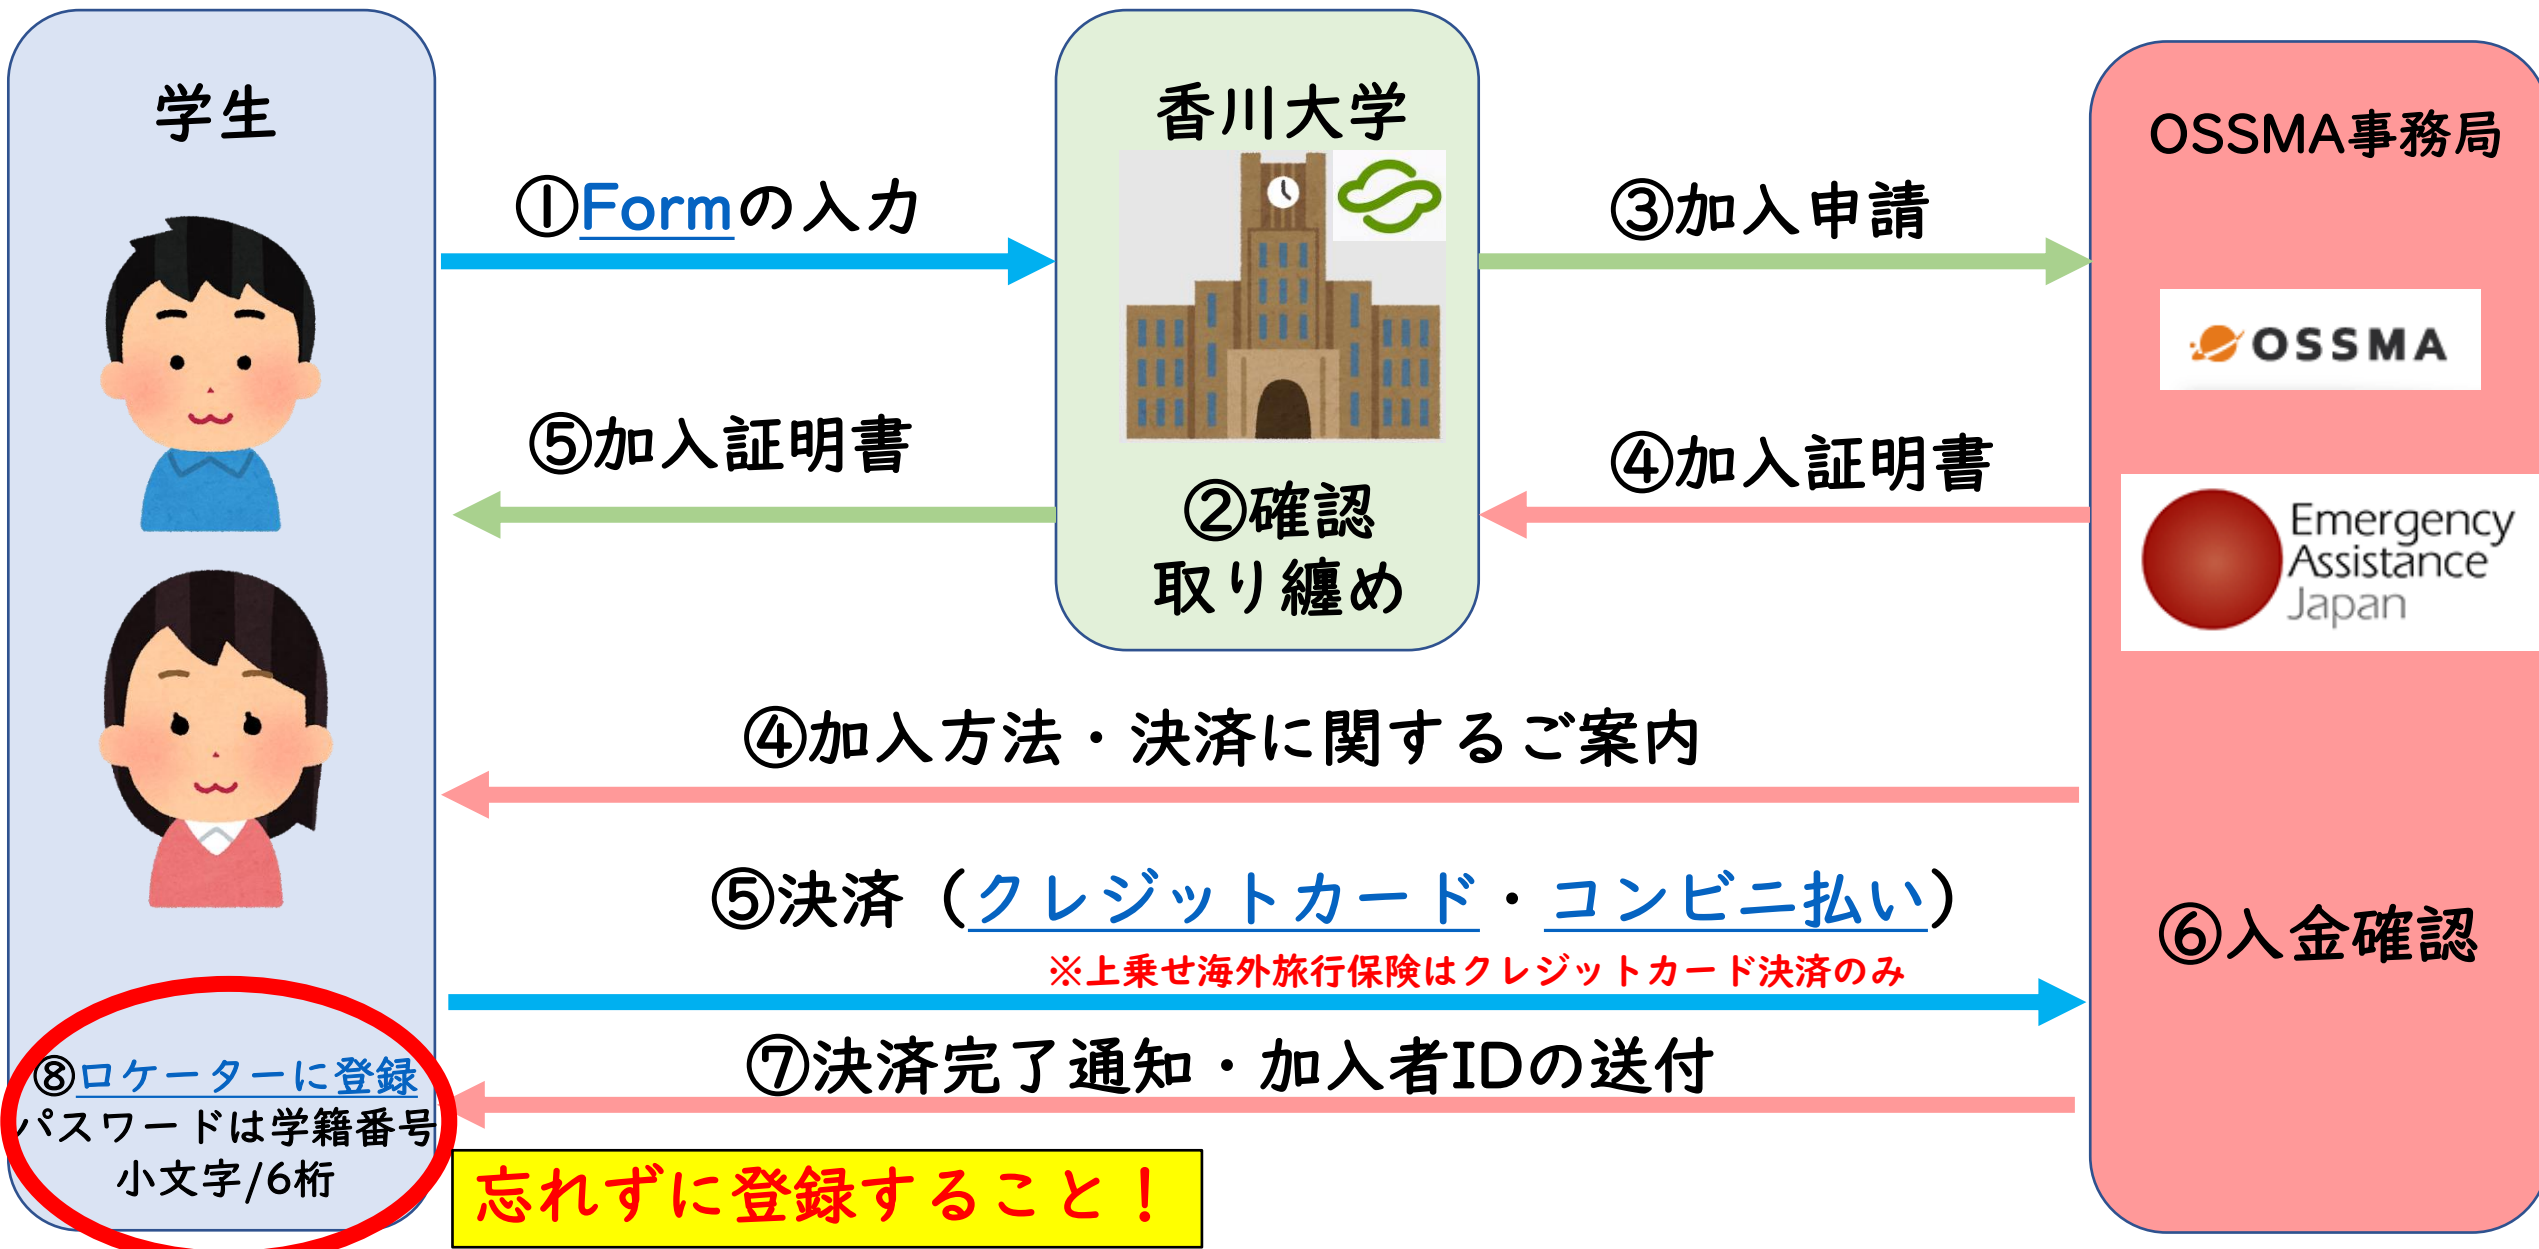 学生
①Formの入力
香川大学
③加入申請
OSSMA事務局
OSSMA
⑤加入証明書
②確認
取り纏め
④加入証明書
Emergency
Assistance
Japan
④加入方法・決済に関するご案内
⑤決済（クレジットカード・コンビニ払い）
※上乗せ海外旅行保険はクレジットカード決済のみ
⑥入金確認
⑦決済完了通知・加入者IDの送付
⑧ロケーターに登録
パスワードは学籍番号
小文字/6桁
忘れずに登録すること！